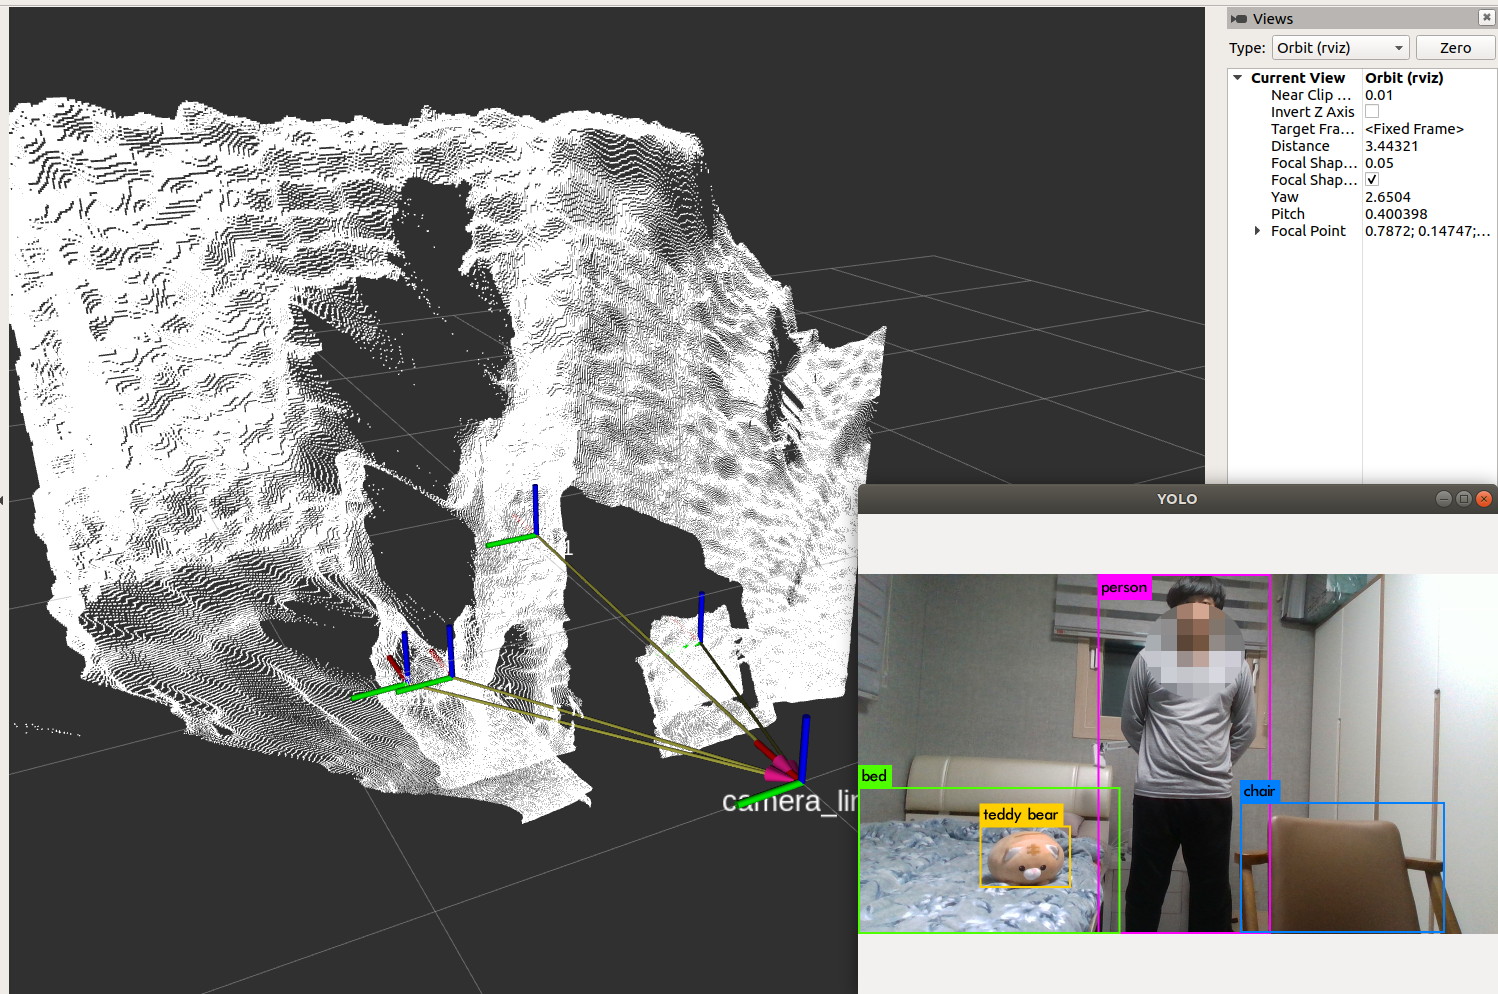 Views
Type: Orbit (rviz) Zero
Current View Orbit (rviz)
Near Clip ... 0.01
Invert Z Axis
Target Fra... <Fixed Frame>
Distance 3.44321
Focal Shap... 0.05
Focal Shap...
Yaw 2.6504
Pitch 0.400398
Focal Point 0.7872; 0.14747;...
YOLO
person
bed
chair
teddy bear
camera_lin